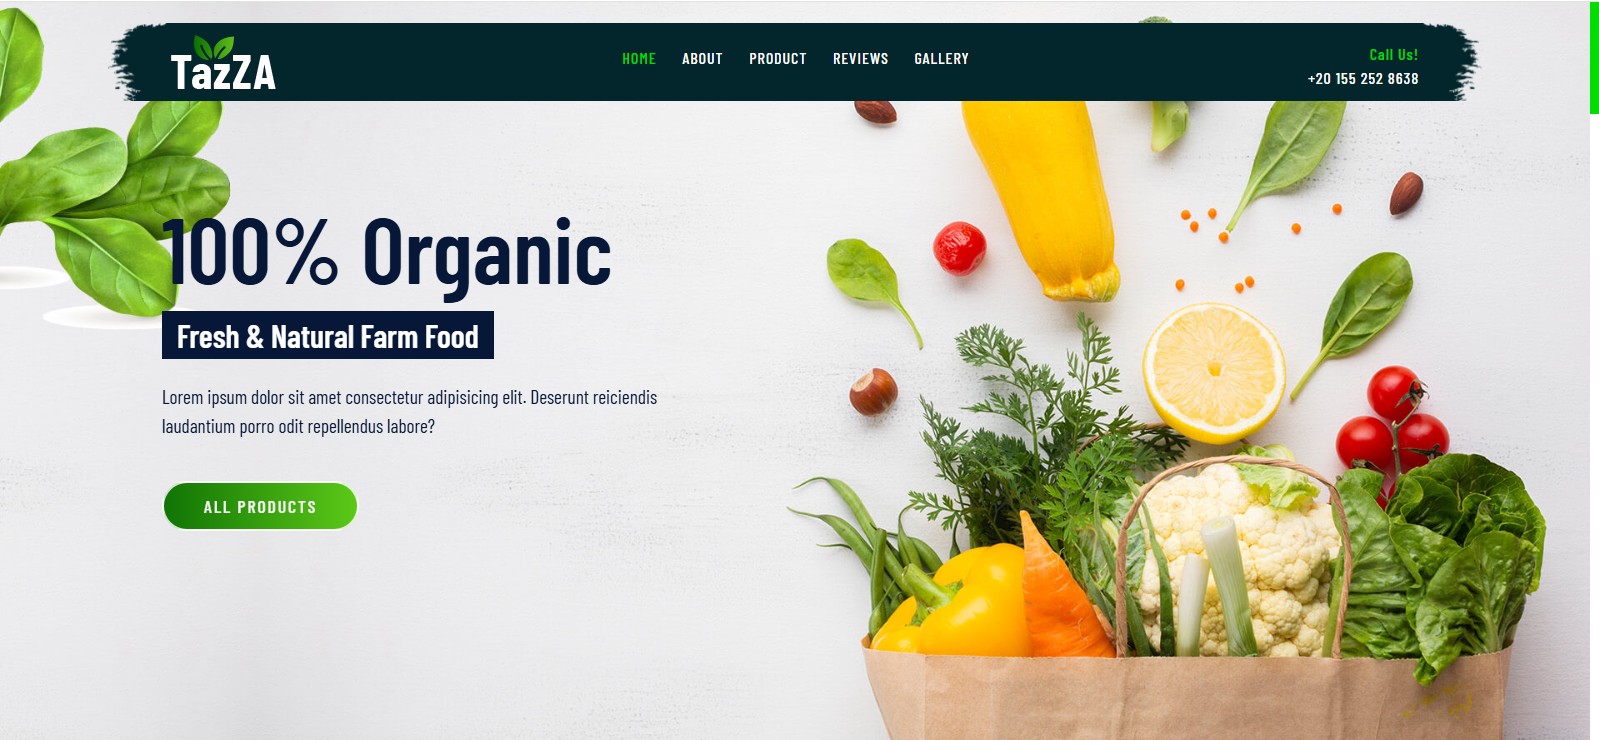 TazZA
HOME ABOUT PRODUCT REVIEWS GALLERY
Call Us!
+20 155 252 8638
100% Organic
Fresh & Natural Farm Food
Lorem ipsum dolor sit amet consectetur adipisicing elit. Deserunt reiciendis
laudantium porro odit repellendus labore?
ALL PRODUCTS